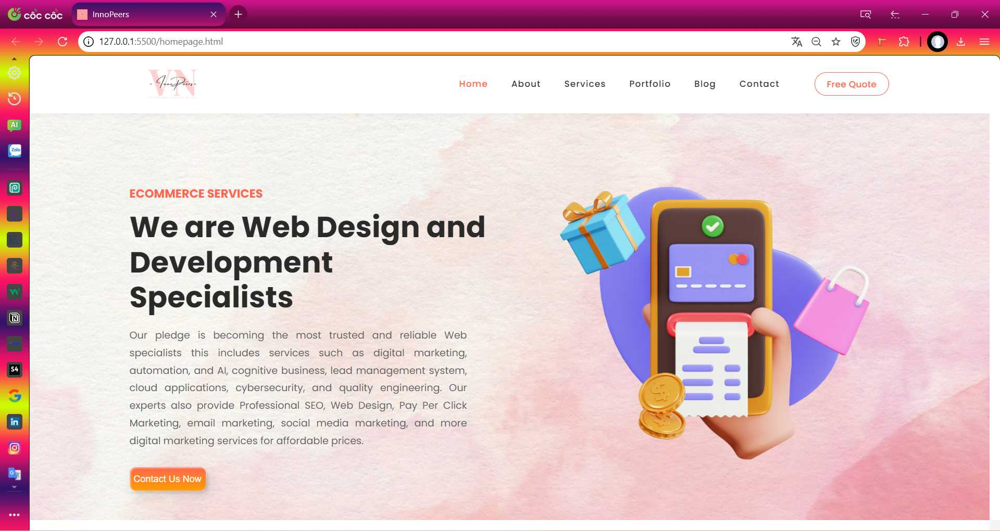 cốc cốc
InnoPeers
127.0.0.1:5500/homepage.html
VN
InnoPeers
Home
About
Services
Portfolio
Blog
Contact
Free Quote
AI
Zalo
ECOMMERCE SERVICES
We are Web Design and
Development
Specialists
Our pledge is becoming the most trusted and reliable Web
specialists this includes services such as digital marketing,
automation, and AI, cognitive business, lead management system,
cloud applications, cybersecurity, and quality engineering. Our
experts also provide Professional SEO, Web Design, Pay Per Click
Marketing, email marketing, social media marketing, and more
digital marketing services for affordable prices.
Contact Us Now
S4
in